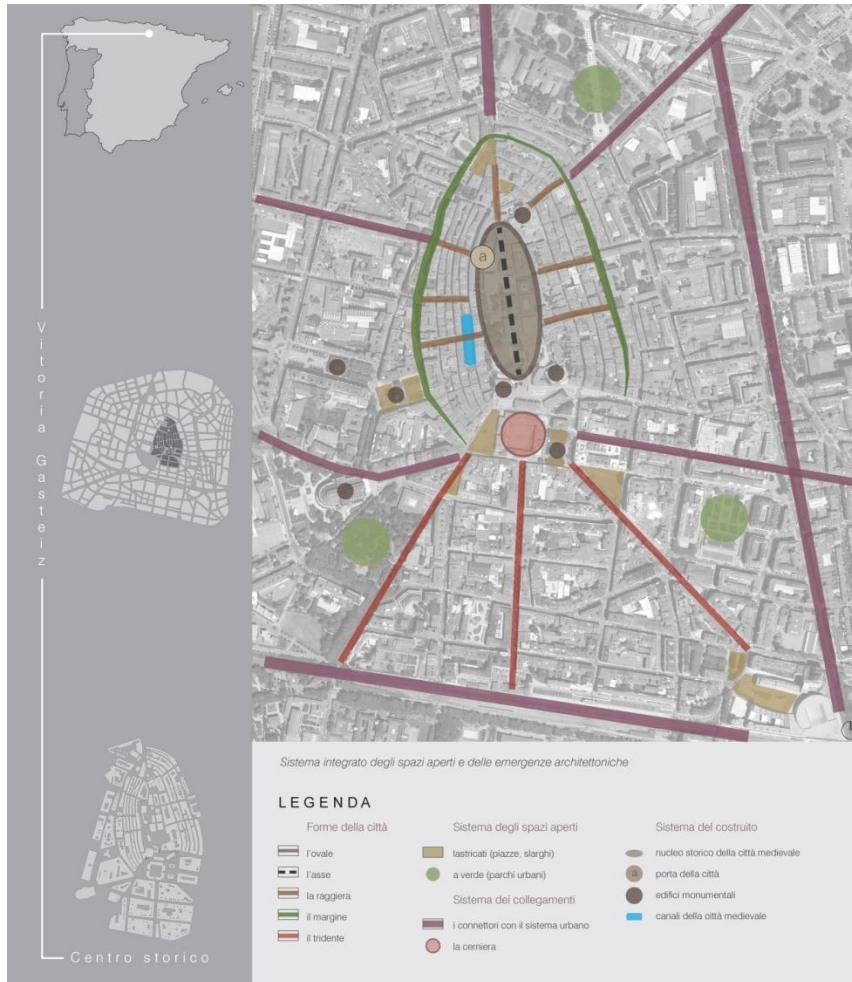 Vitoria Gasteiz
Centro storico
a
Sistema integrato degli spazi aperti e delle emergenze architettoniche
LEGENDA
Forme della città
l'ovale
l'asse
la raggiera
il margine
il tridente
Sistema degli spazi aperti
lastricati (piazze, slarghi)
a verde (parchi urbani)
Sistema dei collegamenti
i connettori con il sistema urbano
la cerniera
Sistema del costruito
nucleo storico della città medievale
a
porta della città
edifici monumentali
canali della città medievale